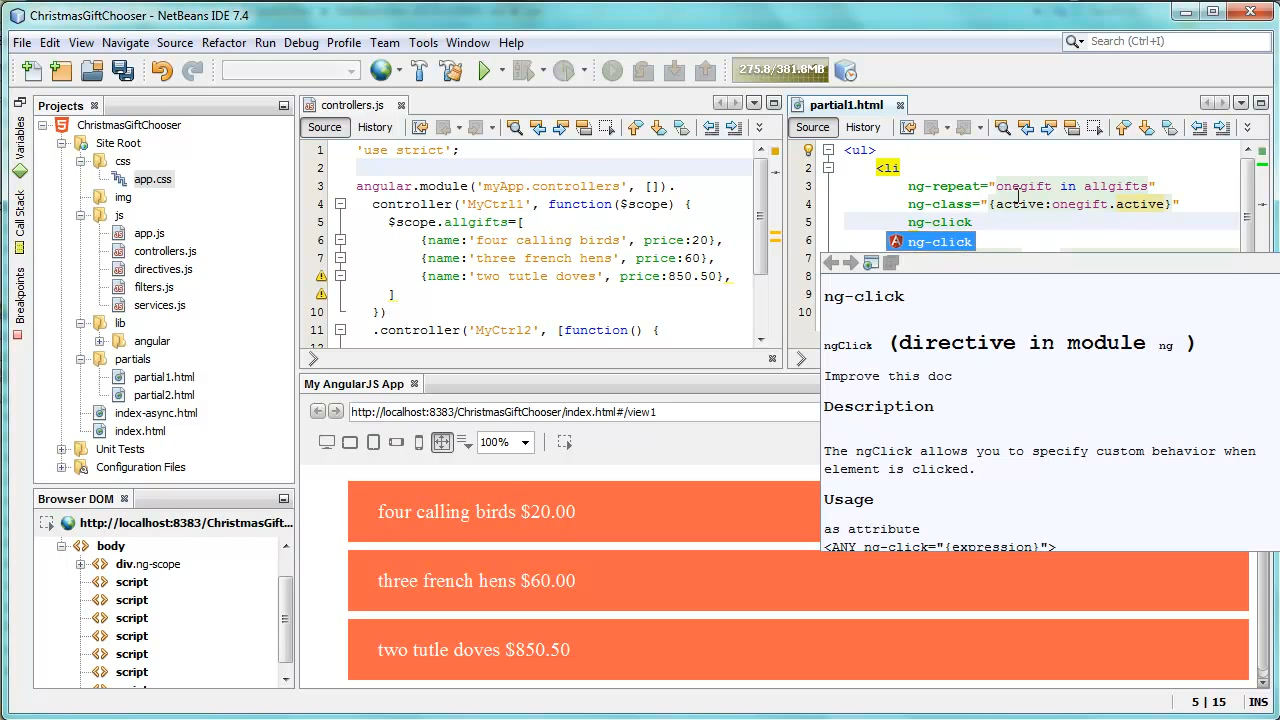 ChristmasGiftChooser - NetBeans IDE 7.4
File Edit View Navigate Source Refactor Run Debug Profile Team Tools Window Help
Search (Ctrl+I)
275.8/381.8MB
Variables
Call Stack
Breakpoints
Projects
ChristmasGiftChooser
Site Root
css
app.css
img
js
app.js
controllers.js
directives.js
filters.js
services.js
lib
angular
partials
partial1.html
partial2.html
index-async.html
index.html
Unit Tests
Configuration Files
Browser DOM
http://localhost:8383/ChristmasGift...
body
div.ng-scope
script
script
script
script
script
script
controllers.js
Source History
1 'use strict';
2
3 angular.module('myApp.controllers', []).
4 controller('MyCtrl1', function($scope) {
5 $scope.allgifts=[
6 {name:'four calling birds', price:20},
7 {name:'three french hens', price:60},
8 {name:'two tutle doves', price:850.50},
]
10 })
11 .controller('MyCtrl2', [function() {
partial1.html
Source History
<ul>
2 <li
3 ng-repeat="onegift in allgifts"
4 ng-class="{active:onegift.active}"
5 ng-click
6 ng-click
7
8
9
10
ng-click
ngClick (directive in module ng )
Improve this doc
Description
The ngClick allows you to specify custom behavior when
element is clicked.
Usage
as attribute
<ANY ng-click="{expression}">
My AngularJS App
http://localhost:8383/ChristmasGiftChooser/index.html#/view1
100%
four calling birds $20.00
three french hens $60.00
two tutle doves $850.50
5 | 15 INS